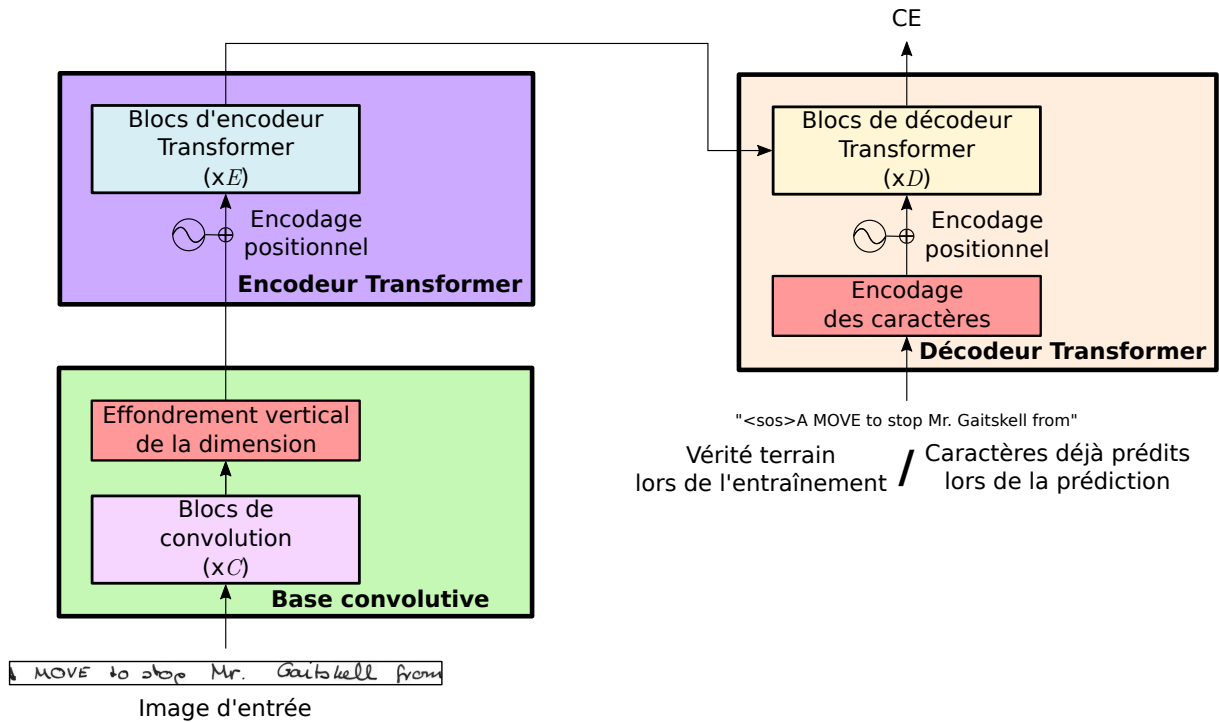 CE
Blocs d'encodeur
Transformer
(xE)
Encodage
positionnel
Encodeur Transformer
Blocs de décodeur
Transformer
(xD)
Encodage
positionnel
Encodage
des caractères
Décodeur Transformer
"<sos>A MOVE to stop Mr. Gaitskell from"
Vérité terrain
lors de l'entraînement
/
Caractères déjà prédits
lors de la prédiction
Effondrement vertical
de la dimension
Blocs de
convolution
(xC)
Base convolutive
A MOVE to stop Mr. Gaitskell from
Image d'entrée